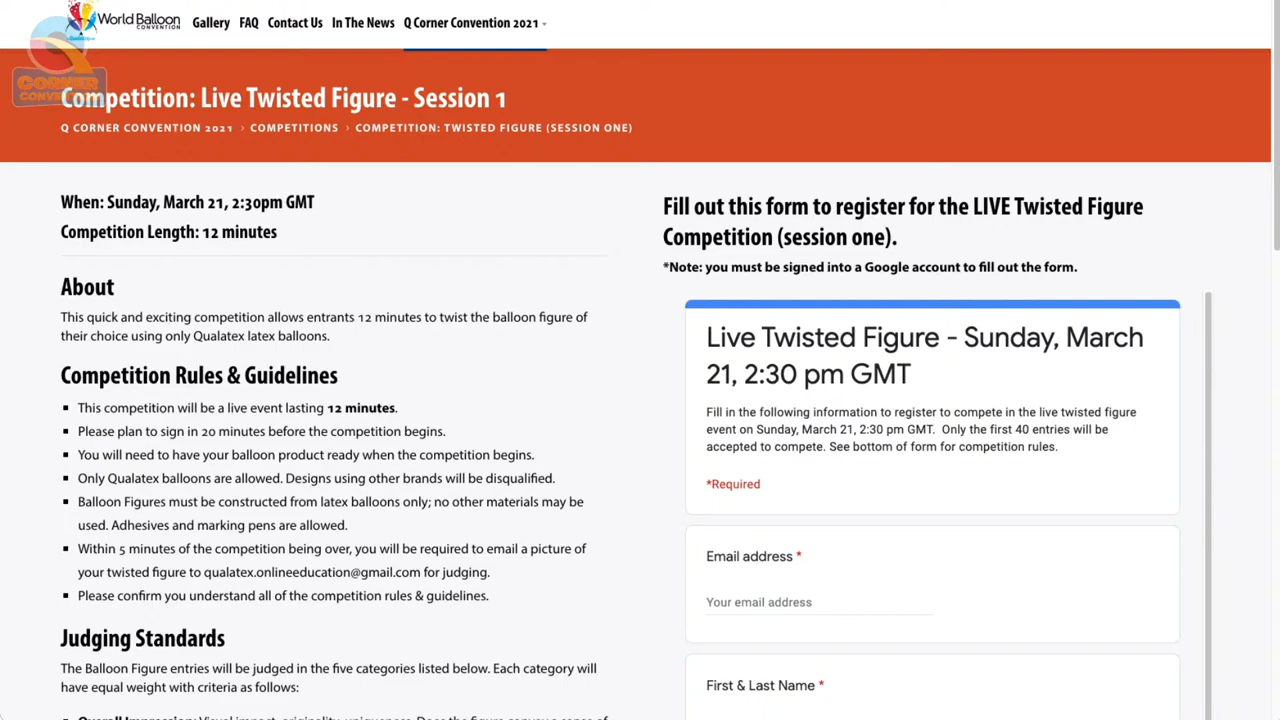 World Balloon
CONVENTION
Gallery FAQ Contact Us In The News Q Corner Convention 2021
CORNER
Competition: Live Twisted Figure - Session 1
Q CORNER CONVENTION 2021 › COMPETITIONS › COMPETITION: TWISTED FIGURE (SESSION ONE)
When: Sunday, March 21, 2:30pm GMT
Competition Length: 12 minutes
About
This quick and exciting competition allows entrants 12 minutes to twist the balloon figure of
their choice using only Qualatex latex balloons.
Competition Rules & Guidelines
▪ This competition will be a live event lasting 12 minutes.
▪ Please plan to sign in 20 minutes before the competition begins.
▪ You will need to have your balloon product ready when the competition begins.
▪ Only Qualatex balloons are allowed. Designs using other brands will be disqualified.
▪ Balloon Figures must be constructed from latex balloons only; no other materials may be
used. Adhesives and marking pens are allowed.
▪ Within 5 minutes of the competition being over, you will be required to email a picture of
your twisted figure to qualatex.onlineeducation@gmail.com for judging.
▪ Please confirm you understand all of the competition rules & guidelines.
Judging Standards
The Balloon Figure entries will be judged in the five categories listed below. Each category will
have equal weight with criteria as follows:
Overall Impression: Visual impact, originality, uniqueness. Does the figure convey a sense of
Fill out this form to register for the LIVE Twisted Figure
Competition (session one).
*Note: you must be signed into a Google account to fill out the form.
Live Twisted Figure - Sunday, March
21, 2:30 pm GMT
Fill in the following information to register to compete in the live twisted figure
event on Sunday, March 21, 2:30 pm GMT. Only the first 40 entries will be
accepted to compete. See bottom of form for competition rules.
*Required
Email address *
Your email address
First & Last Name *